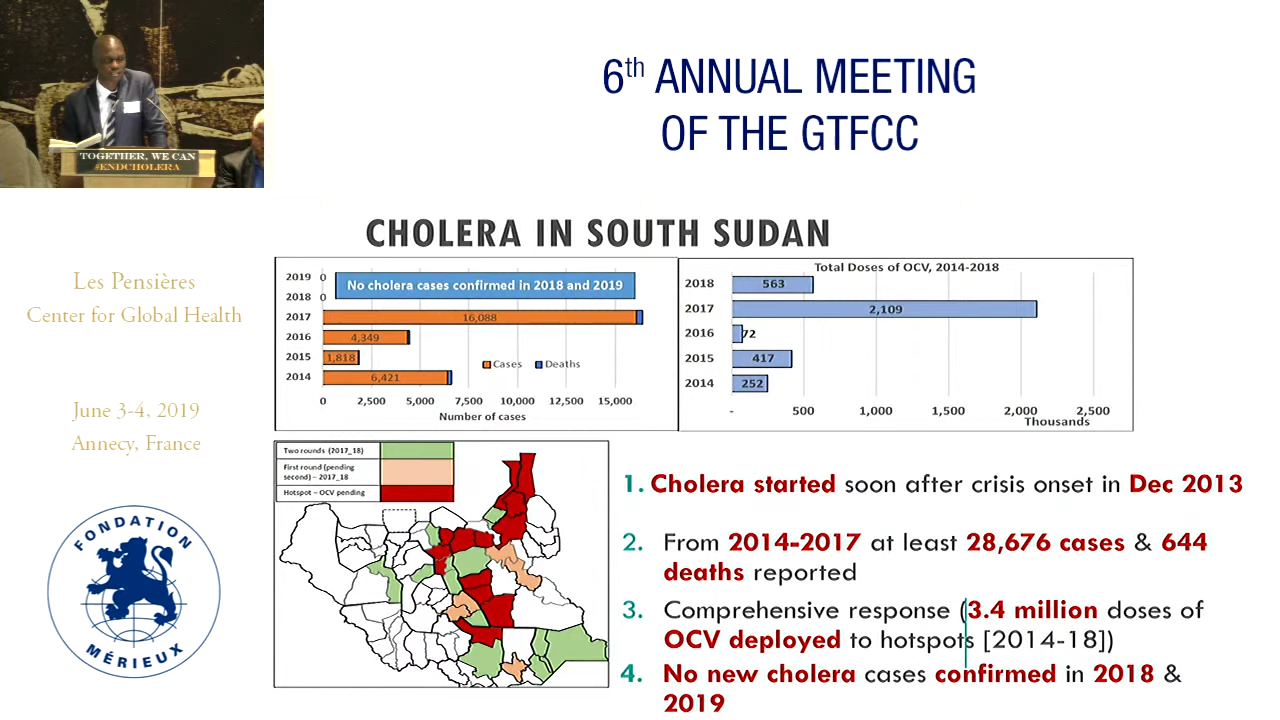 TOGETHER, WE CAN
#ENDCHOLERA
6th ANNUAL MEETING
OF THE GTFCC
Les Pensières
Center for Global Health
June 3-4, 2019
Annecy, France
FONDATION
MÉRIEUX
CHOLERA IN SOUTH SUDAN
2019 0
No cholera cases confirmed in 2018 and 2019
2018 0
2017 16,088
2016 4,349
2015 1,818
2014 6,421
Cases Deaths
0 2,500 5,000 7,500 10,000 12,500 15,000
Number of cases
Total Doses of OCV, 2014-2018
2018 563
2017 2,109
2016 72
2015 417
2014 252
- 500 1,000 1,500 2,000 2,500
Thousands
Two rounds (2017_18)
First round (pending
second) – 2017_18
Hotspot – OCV pending
1. Cholera started soon after crisis onset in Dec 2013
2. From 2014-2017 at least 28,676 cases & 644
deaths reported
3. Comprehensive response (3.4 million doses of
OCV deployed to hotspots [2014-18])
4. No new cholera cases confirmed in 2018 &
2019